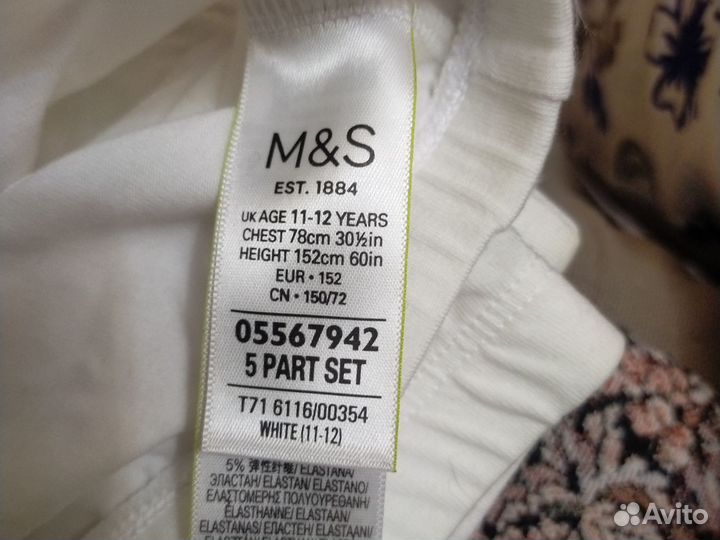 M&S
EST. 1884
UK AGE 11-12 YEARS
CHEST 78cm 30½in
HEIGHT 152cm 60in
EUR • 152
CN • 150/72
05567942
5 PART SET
T71 6116/00354
WHITE (11-12)
5% 弹性纤维/ELASTANA/
ЭЛАСТАН/ELASTAN/ELASTANO/
ΕΛΑΣΤΟΜΕΡΗΣ ΠΟΛΥΟΥΡΕΘΑΝΗ/
ELASTHANNE/ELASTAAN/
ELASTANAS/ЕЛАСТЕН/ELASTAANI/
Avito